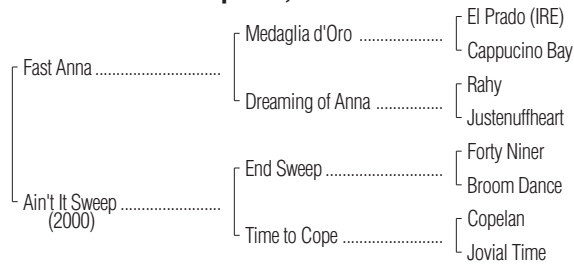 El Prado (IRE)
Medaglia d'Oro ....................
Cappucino Bay
Fast Anna ..............................
Rahy
Dreaming of Anna ................
Justenuffheart
Forty Niner
End Sweep ............................
Broom Dance
Ain't It Sweep ........................
(2000)
Copelan
Time to Cope ........................
Jovial Time